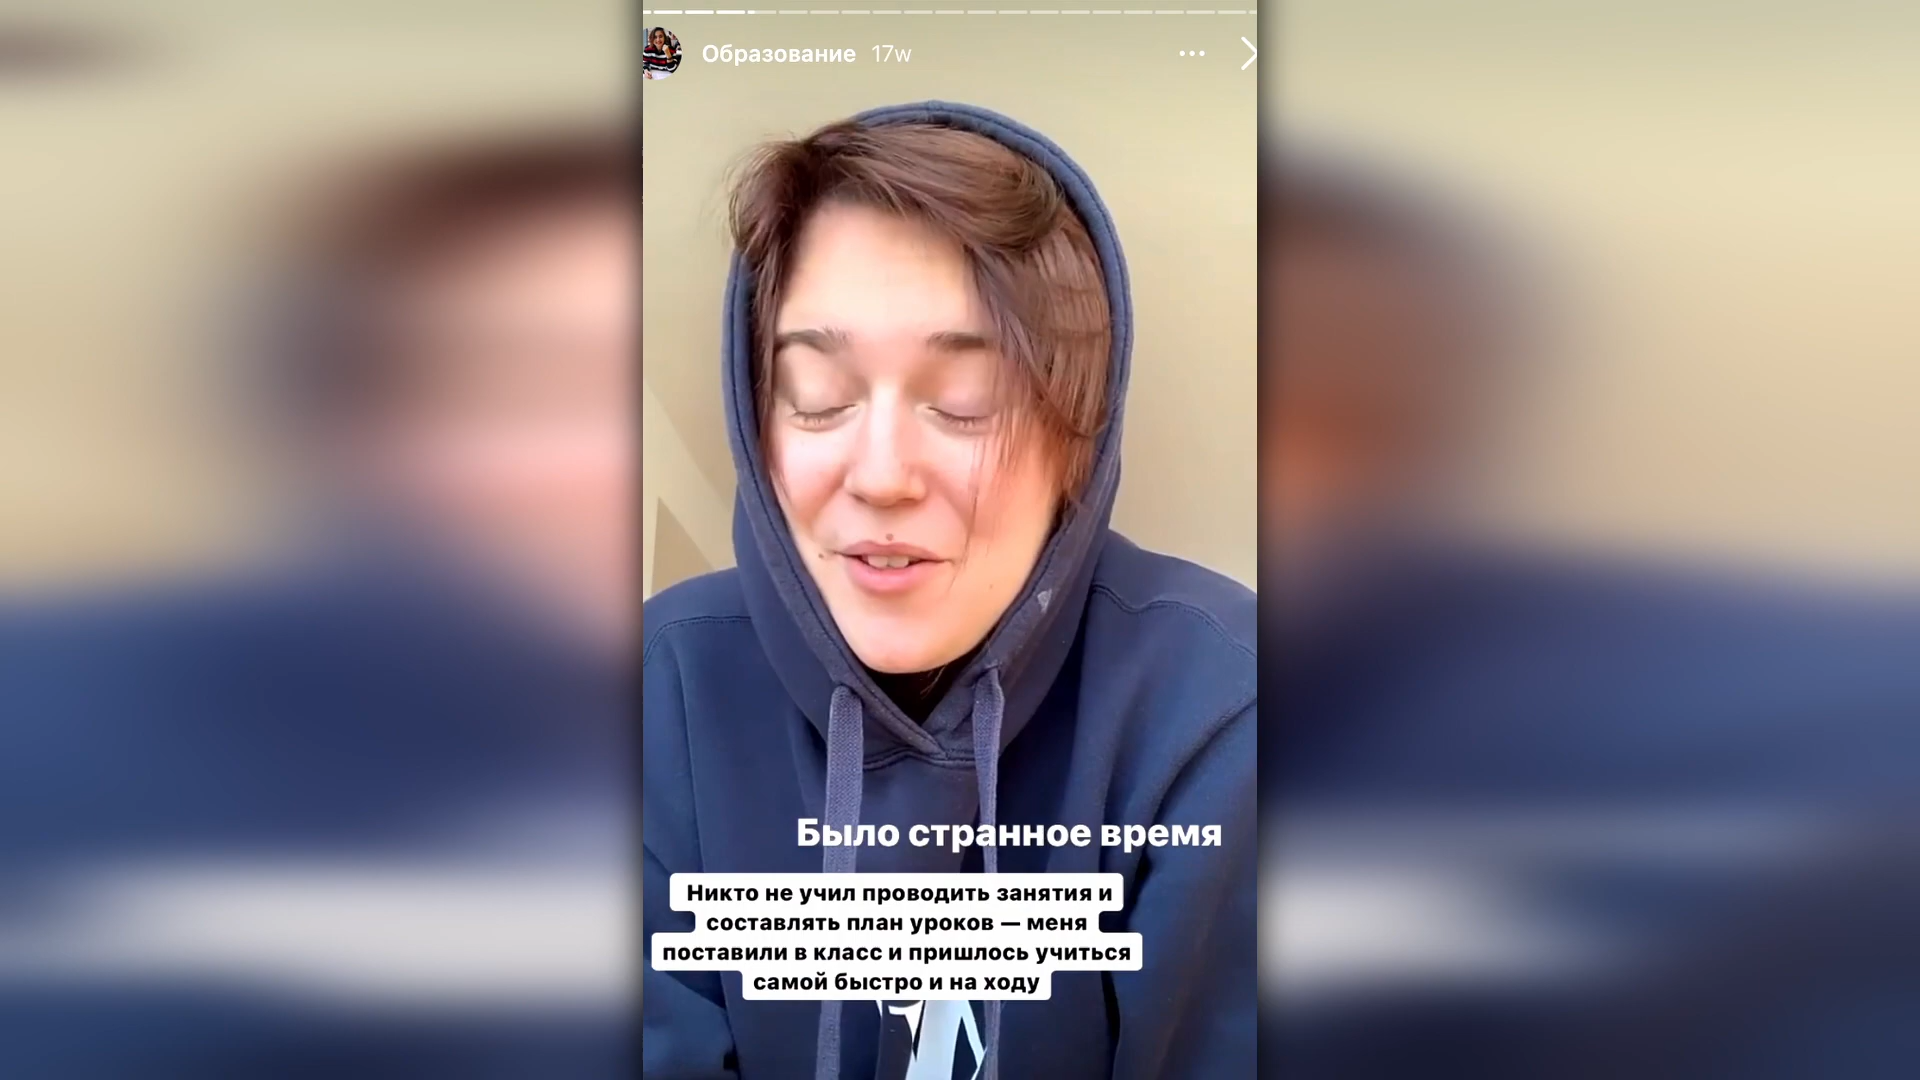 Образование 17w
Было странное время
Никто не учил проводить занятия и
составлять план уроков — меня
поставили в класс и пришлось учиться
самой быстро и на ходу